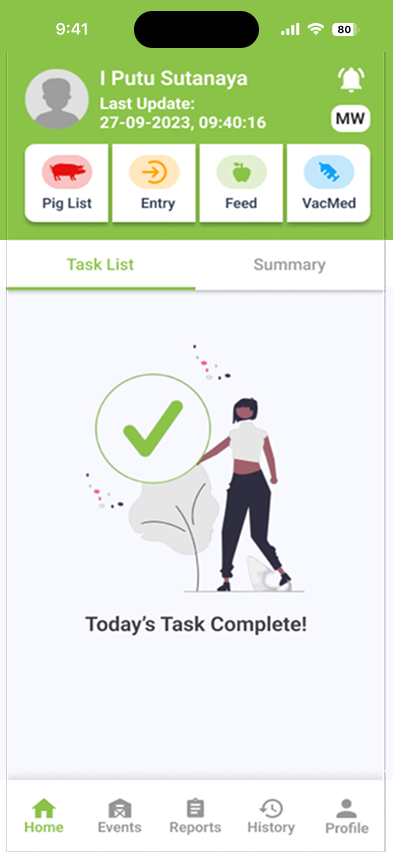 9:41
80
I Putu Sutanaya
Last Update:
27-09-2023, 09:40:16
MW
Pig List
Entry
Feed
VacMed
Task List
Summary
Today’s Task Complete!
Home
Events
Reports
History
Profile